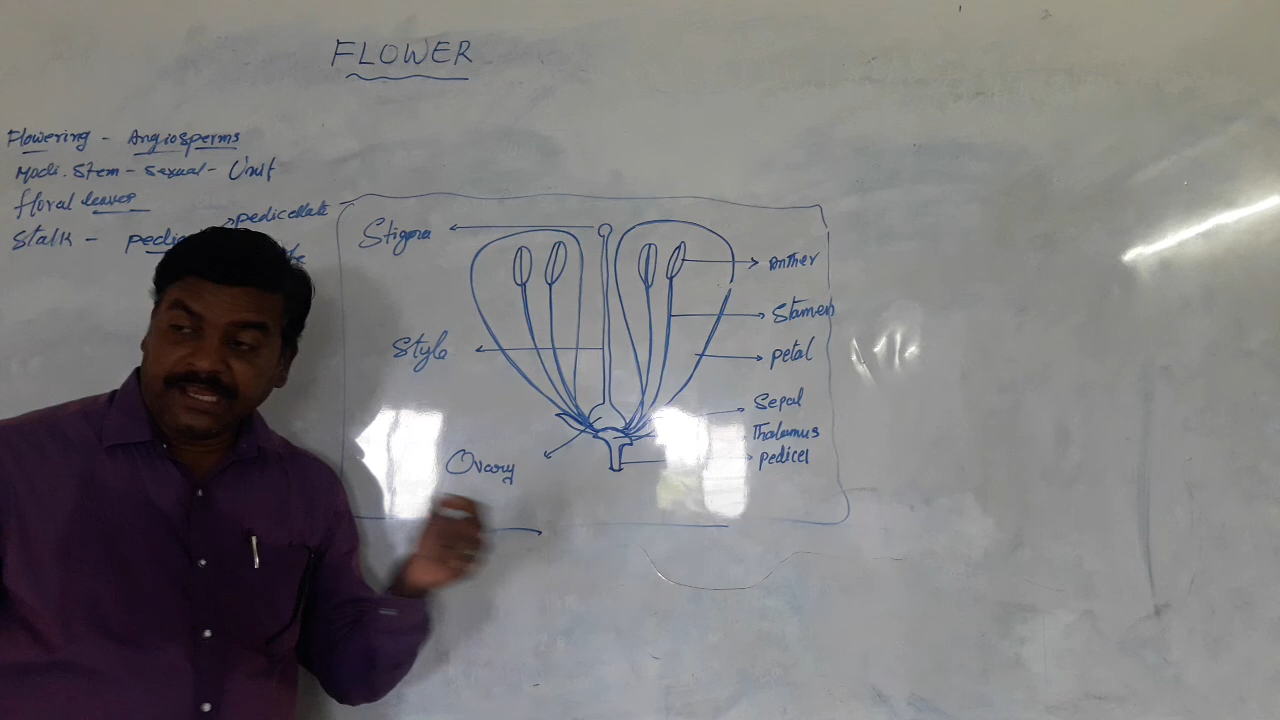 FLOWER
Flowering - Angiosperms
Modi. Stem - Sexual - Unit
floral leaves
Stalk - pedi
pedicellate
Stigma
Style
Ovary
Anther
Stamen
petal
Sepal
Thalamus
pedicel